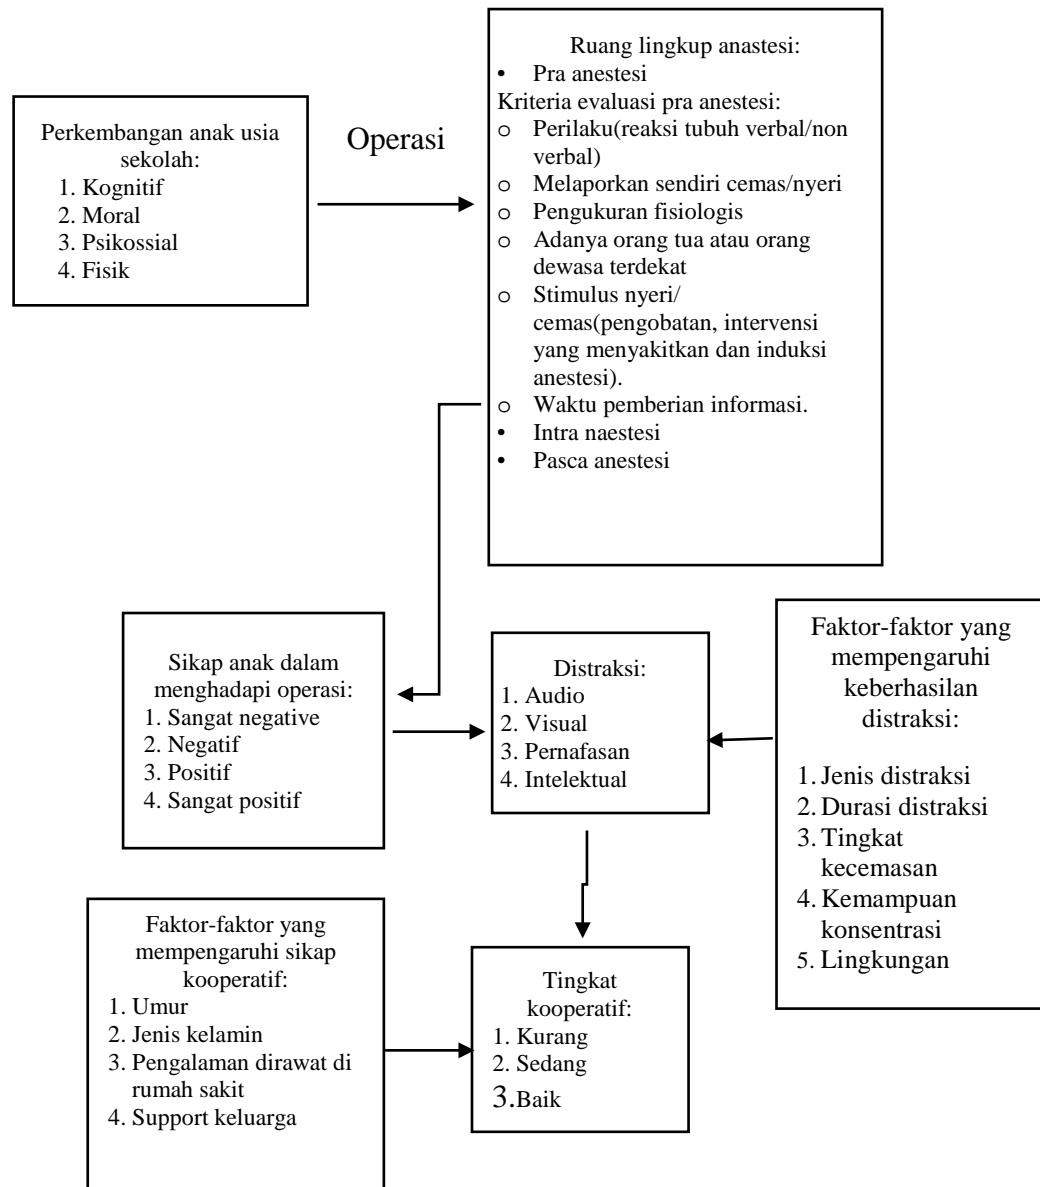 Perkembangan anak usia
sekolah:
1. Kognitif
2. Moral
3. Psikossial
4. Fisik
Operasi
Ruang lingkup anastesi:
• Pra anestesi
Kriteria evaluasi pra anestesi:
o Perilaku(reaksi tubuh verbal/non
verbal)
o Melaporkan sendiri cemas/nyeri
o Pengukuran fisiologis
o Adanya orang tua atau orang
dewasa terdekat
o Stimulus nyeri/
cemas(pengobatan, intervensi
yang menyakitkan dan induksi
anestesi).
o Waktu pemberian informasi.
• Intra naestesi
• Pasca anestesi
Sikap anak dalam
menghadapi operasi:
1. Sangat negative
2. Negatif
3. Positif
4. Sangat positif
Distraksi:
1. Audio
2. Visual
3. Pernafasan
4. Intelektual
Faktor-faktor yang
mempengaruhi
keberhasilan
distraksi:
1. Jenis distraksi
2. Durasi distraksi
3. Tingkat
kecemasan
4. Kemampuan
konsentrasi
5. Lingkungan
Faktor-faktor yang
mempengaruhi sikap
kooperatif:
1. Umur
2. Jenis kelamin
3. Pengalaman dirawat di
rumah sakit
4. Support keluarga
Tingkat
kooperatif:
1. Kurang
2. Sedang
3.Baik